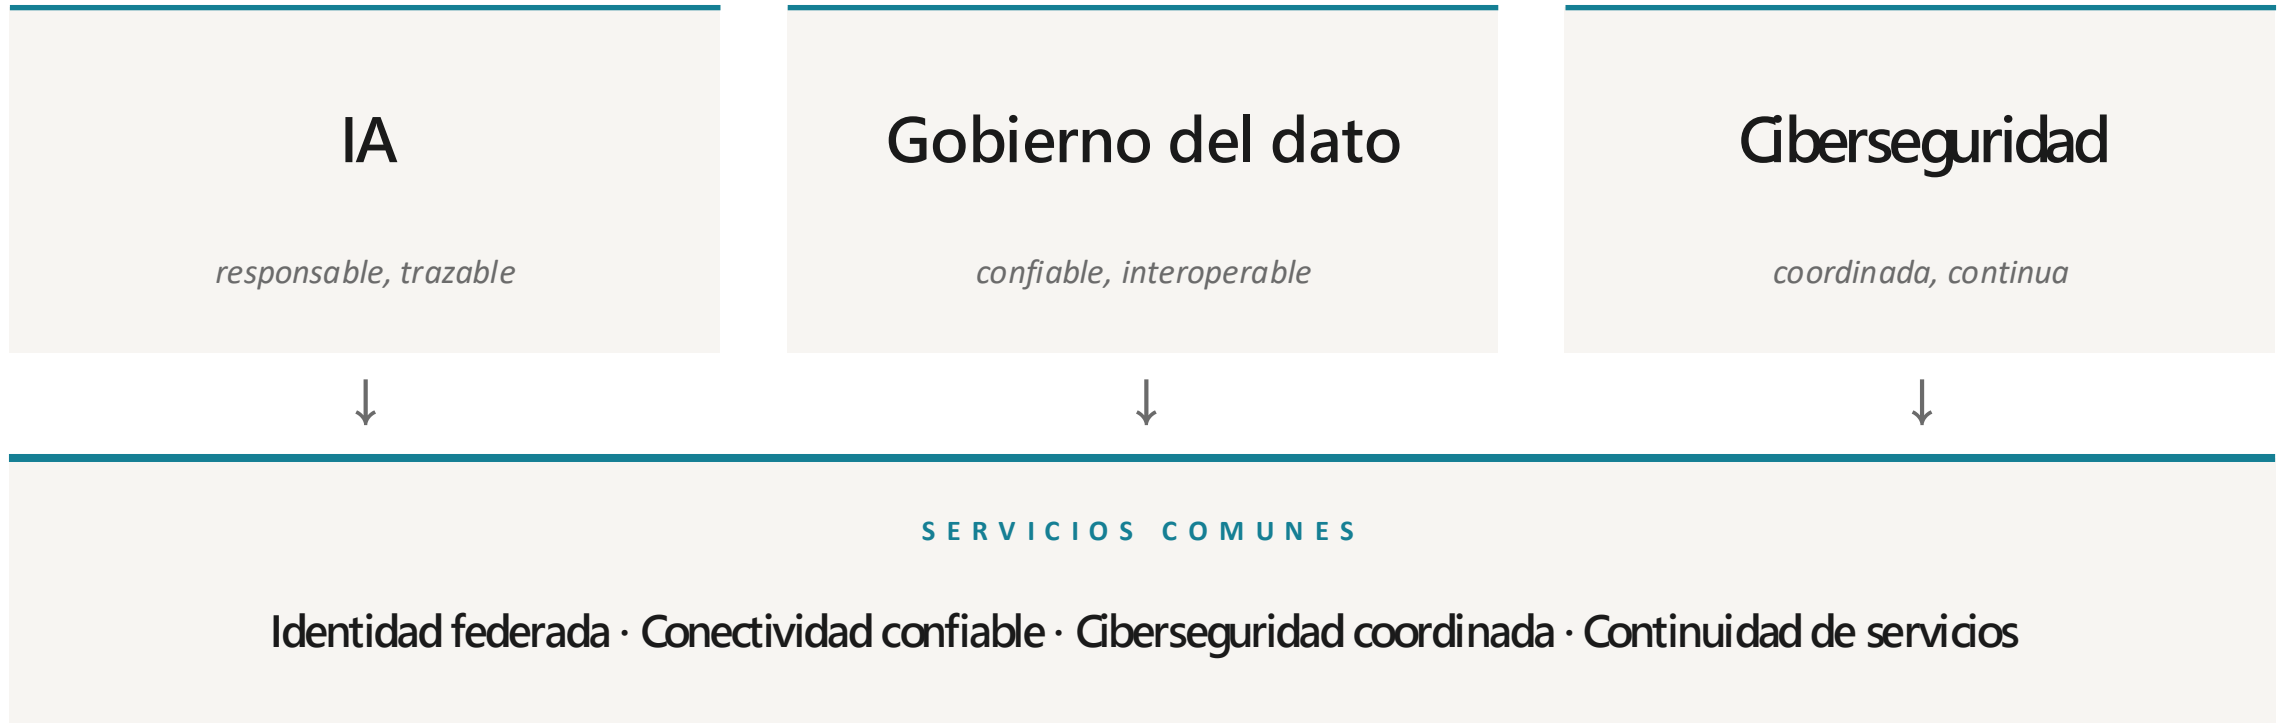 IA
responsable, trazable
Gobierno del dato
confiable, interoperable
Ciberseguridad
coordinada, continua
↓ ↓ ↓
SERVICIOS COMUNES
Identidad federada · Conectividad confiable · Ciberseguridad coordinada · Continuidad de servicios